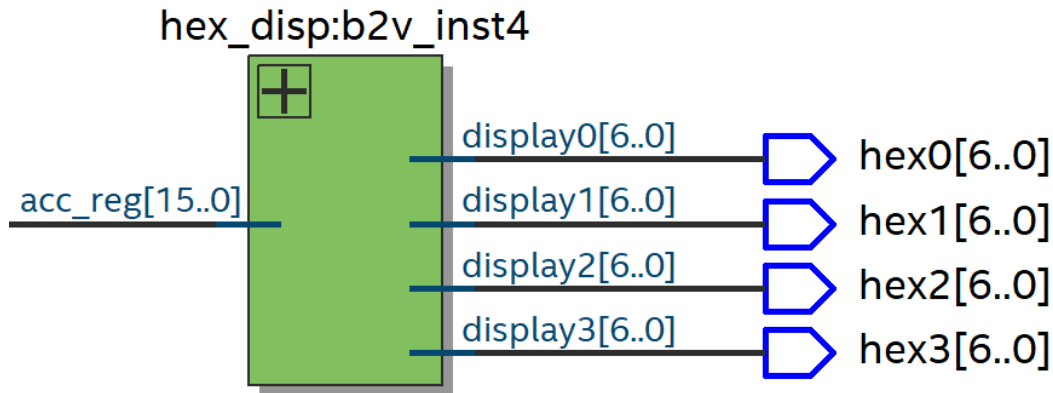 hex_disp:b2v_inst4
acc_reg[15..0]
display0[6..0]
hex0[6..0]
display1[6..0]
hex1[6..0]
display2[6..0]
hex2[6..0]
display3[6..0]
hex3[6..0]